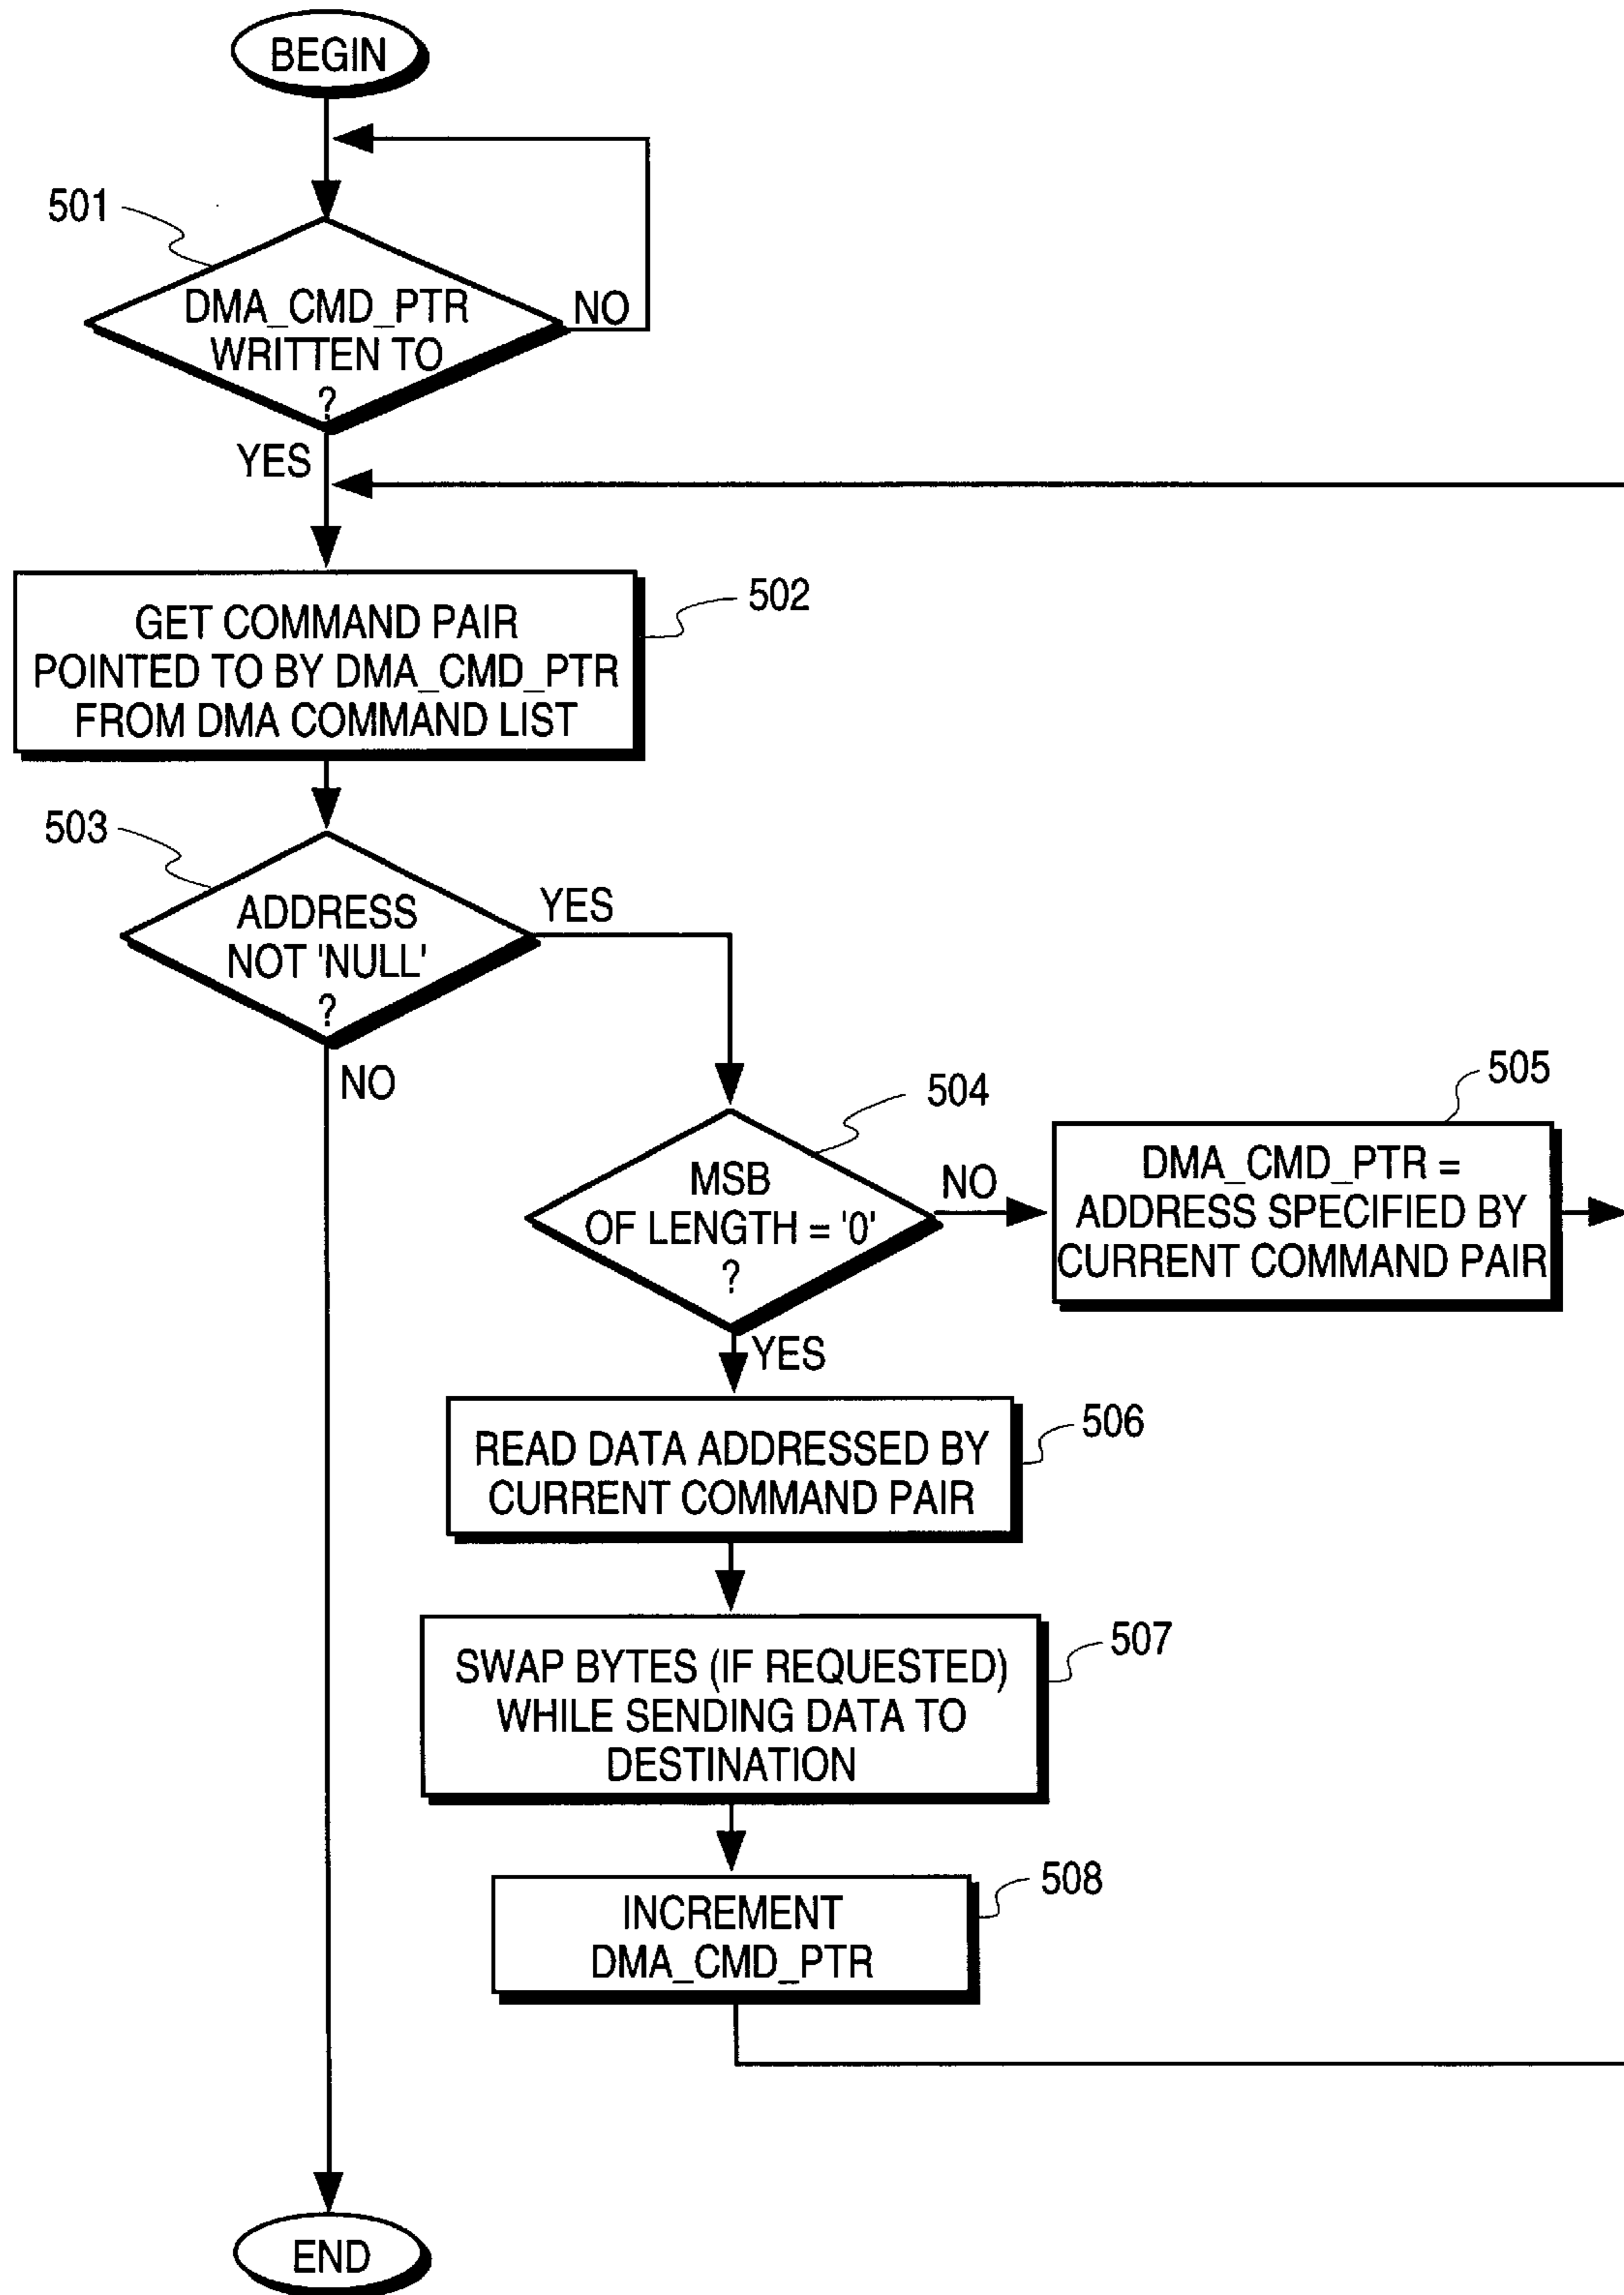 BEGIN
501
DMA_CMD_PTR
WRITTEN TO
?
NO
YES
GET COMMAND PAIR
POINTED TO BY DMA_CMD_PTR
FROM DMA COMMAND LIST
502
503
ADDRESS
NOT 'NULL'
?
YES
NO
504
MSB
OF LENGTH = '0'
?
NO
505
DMA_CMD_PTR =
ADDRESS SPECIFIED BY
CURRENT COMMAND PAIR
YES
READ DATA ADDRESSED BY
CURRENT COMMAND PAIR
506
SWAP BYTES (IF REQUESTED)
WHILE SENDING DATA TO
DESTINATION
507
INCREMENT
DMA_CMD_PTR
508
END